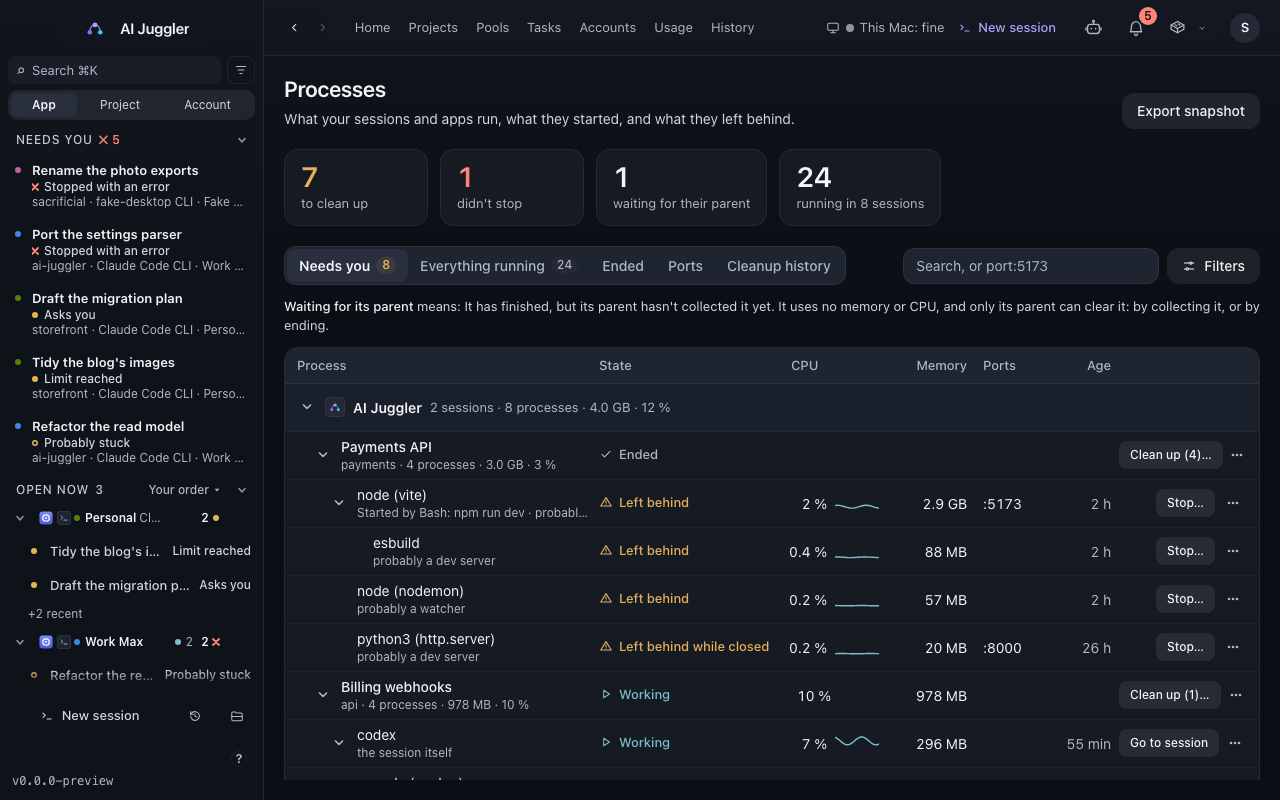 AI Juggler
Home Projects Pools Tasks Accounts Usage History
This Mac: fine
New session
5
S
Search ⌘K
App Project Account
NEEDS YOU 5
Rename the photo exports
Stopped with an error
sacrificial · fake-desktop CLI · Fake ...
Port the settings parser
Stopped with an error
ai-juggler · Claude Code CLI · Work ...
Draft the migration plan
Asks you
storefront · Claude Code CLI · Perso...
Tidy the blog's images
Limit reached
storefront · Claude Code CLI · Perso...
Refactor the read model
Probably stuck
ai-juggler · Claude Code CLI · Work ...
OPEN NOW 3 Your order
Personal Cl... 2
Tidy the blog's i... Limit reached
Draft the migration p... Asks you
+2 recent
Work Max 2 2
Refactor the re... Probably stuck
New session
?
v0.0.0-preview
Processes
What your sessions and apps run, what they started, and what they left behind.
Export snapshot
7
to clean up
1
didn't stop
1
waiting for their parent
24
running in 8 sessions
Needs you 8 Everything running 24 Ended Ports Cleanup history
Search, or port:5173
Filters
Waiting for its parent means: It has finished, but its parent hasn't collected it yet. It uses no memory or CPU, and only its parent can clear it: by collecting it, or by
ending.
Process State CPU Memory Ports Age
AI Juggler 2 sessions · 8 processes · 4.0 GB · 12 %
Payments API Ended Clean up (4)...
payments · 4 processes · 3.0 GB · 3 %
node (vite) Left behind 2 % 2.9 GB :5173 2 h Stop...
Started by Bash: npm run dev · probabl...
esbuild Left behind 0.4 % 88 MB 2 h Stop...
probably a dev server
node (nodemon) Left behind 0.2 % 57 MB 2 h Stop...
probably a watcher
python3 (http.server) Left behind while closed 0.2 % 20 MB :8000 26 h Stop...
probably a dev server
Billing webhooks Working 10 % 978 MB Clean up (1)...
api · 4 processes · 978 MB · 10 %
codex Working 7 % 296 MB 55 min Go to session
the session itself